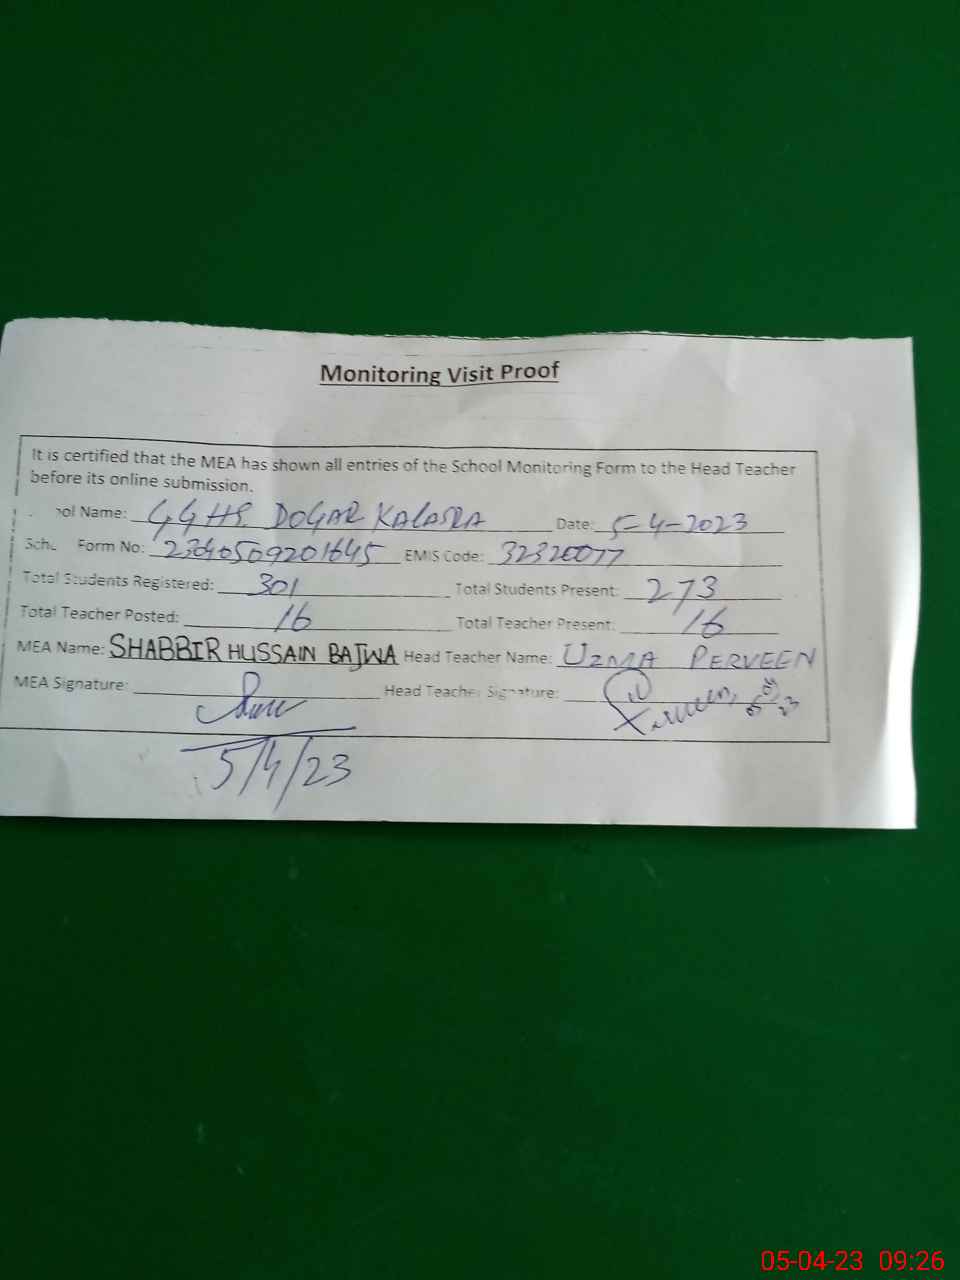 Monitoring Visit Proof
It is certified that the MEA has shown all entries of the School Monitoring Form to the Head Teacher
before its online submission.
ool Name: GGHS. DOGAR KALASRA Date: 5-4-2023
Scho Form No: 23040509201645 EMIS Code: 32320077
Total Students Registered: 301 Total Students Present: 273
Total Teacher Posted: 16 Total Teacher Present: 16
MEA Name: SHABBIR HUSSAIN BAJWA Head Teacher Name: UZMA PERVEEN
MEA Signature: Head Teacher Signature:
5/4/23
05-04-23 09:26